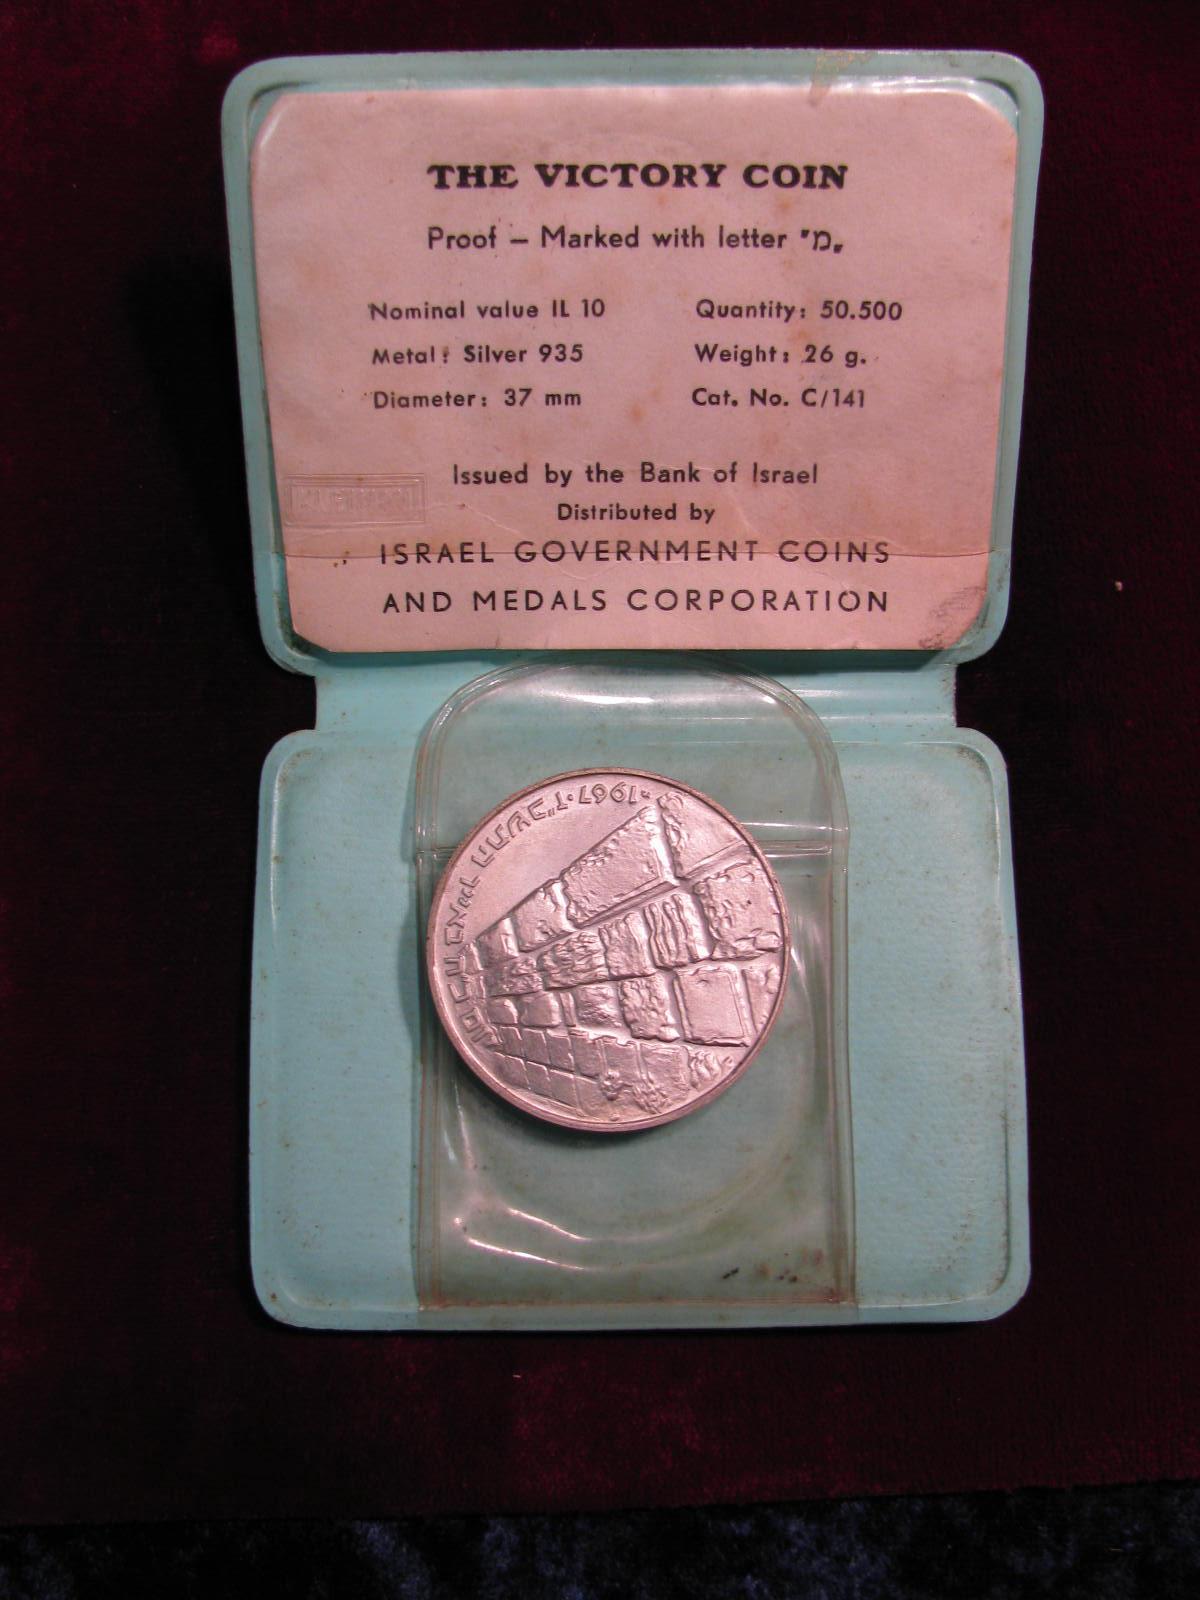 THE VICTORY COIN
Proof – Marked with letter "מ„
Nominal value IL 10
Quantity: 50.500
Metal: Silver 935
Weight: 26 g.
Diameter: 37 mm
Cat. No. C/141
Issued by the Bank of Israel
Distributed by
ISRAEL GOVERNMENT COINS
AND MEDALS CORPORATION
1967